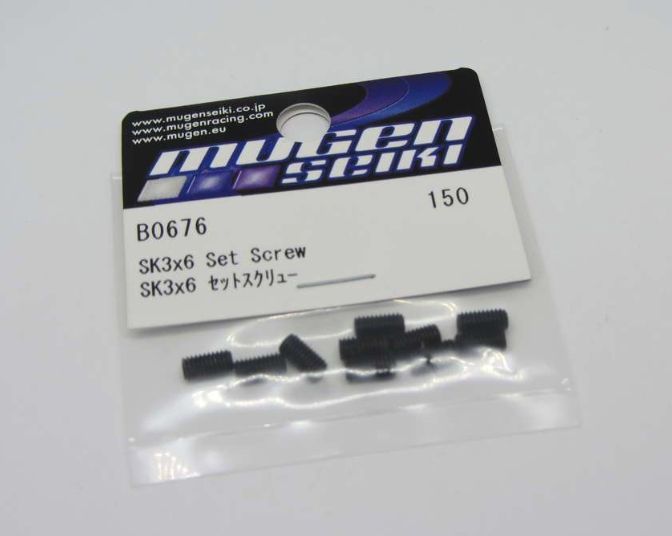 www.mugenseiki.co.jp
www.mugenracing.com
www.mugen.eu
mugen
seiki
B0676
150
SK3x6 Set Screw
SK3x6 セットスクリュー